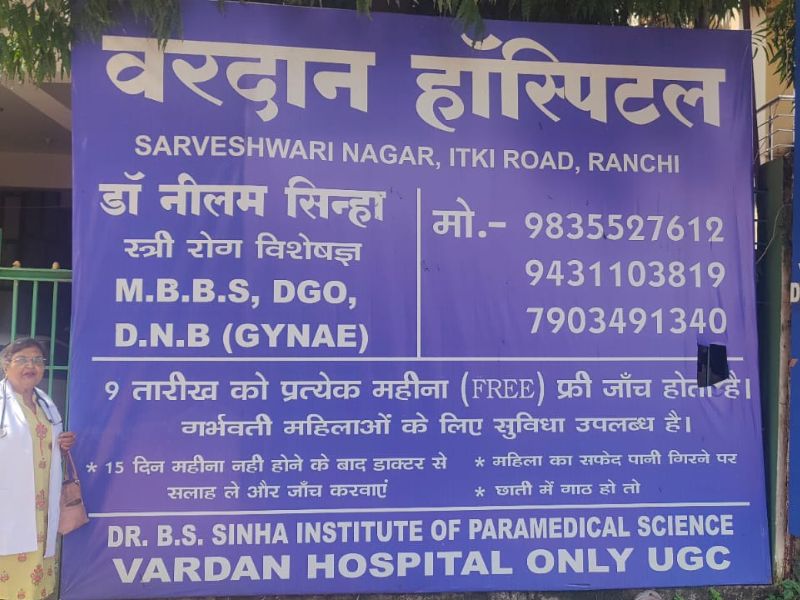 वरदान हॉस्पिटल
SARVESHWARI NAGAR, ITKI ROAD, RANCHI
डॉ नीलम सिन्हा
स्त्री रोग विशेषज्ञ
M.B.B.S, DGO,
D.N.B (GYNAE)
मो.- 9835527612
9431103819
7903491340
9 तारीख को प्रत्येक महीना (FREE) फ्री जाँच होता है।
गर्भवती महिलाओं के लिए सुविधा उपलब्ध है।
* 15 दिन महीना नही होने के बाद डाक्टर से
सलाह ले और जाँच करवाएं
* महिला का सफेद पानी गिरने पर
* छाती में गाठ हो तो
DR. B.S. SINHA INSTITUTE OF PARAMEDICAL SCIENCE
VARDAN HOSPITAL ONLY UGC